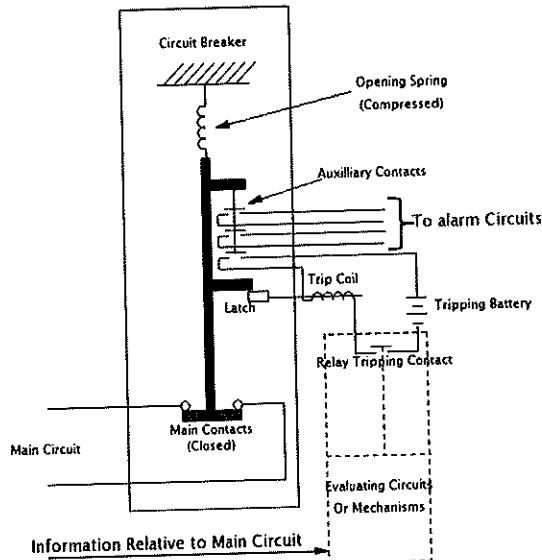 Circuit Breaker
Opening Spring
(Compressed)
Auxilliary Contacts
To alarm Circuits
Trip Coil
Latch
Tripping Battery
Relay Tripping Contact
Main Contacts
(Closed)
Main Circuit
Evaluating Circuits
Or Mechanisms
Information Relative to Main Circuit